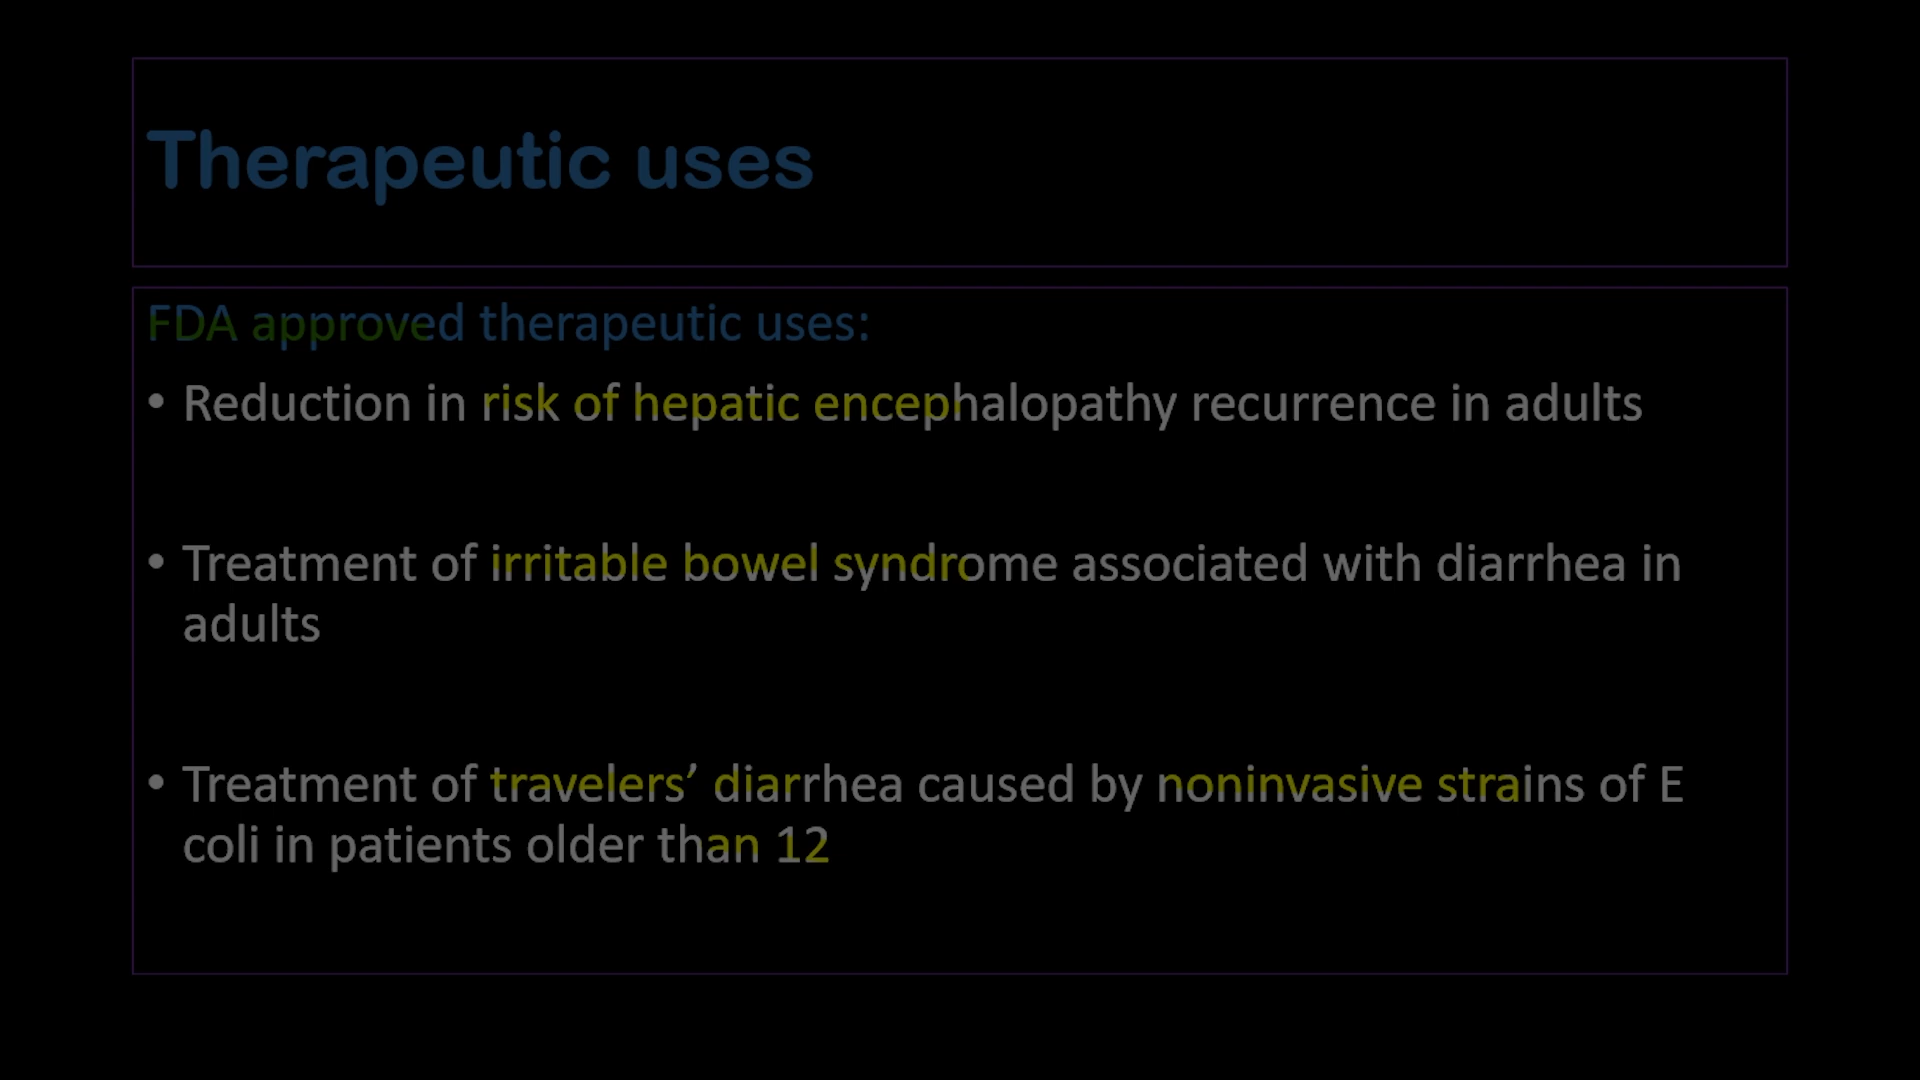 Therapeutic uses
FDA approved therapeutic uses:
• Reduction in risk of hepatic encephalopathy recurrence in adults
• Treatment of irritable bowel syndrome associated with diarrhea in
adults
• Treatment of travelers’ diarrhea caused by noninvasive strains of E
coli in patients older than 12